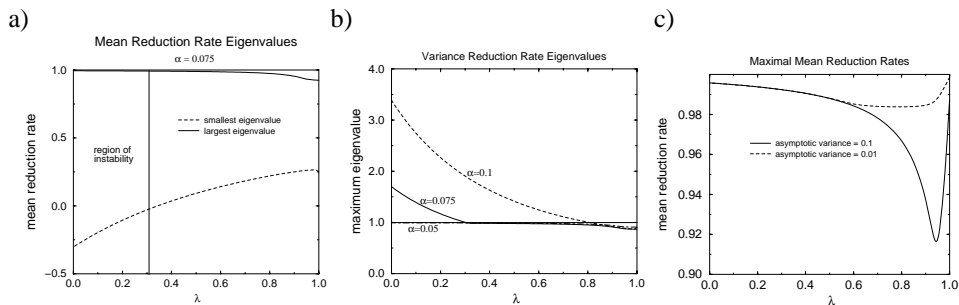 a)
Mean Reduction Rate Eigenvalues
α = 0.075
1.0
0.5
0.0
−0.5
mean reduction rate
smallest eigenvalue
largest eigenvalue
region of
instability
0.0 0.2 0.4 0.6 0.8 1.0
λ
b)
Variance Reduction Rate Eigenvalues
4.0
3.0
2.0
1.0
0.0
maximum eigenvalue
α=0.1
α=0.075
α=0.05
0.0 0.2 0.4 0.6 0.8 1.0
λ
c)
Maximal Mean Reduction Rates
0.98
0.96
0.94
0.92
0.90
mean reduction rate
asymptotic variance = 0.1
asymptotic variance = 0.01
0.0 0.2 0.4 0.6 0.8 1.0
λ